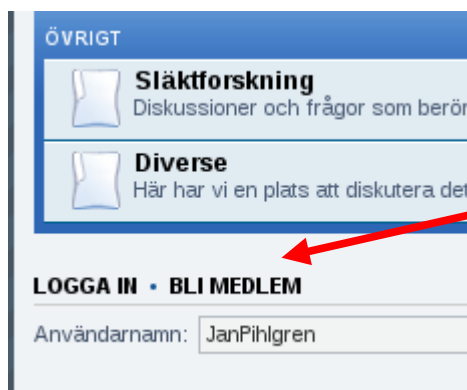 ÖVRIGT
Släktforskning
Diskussioner och frågor som berör
Diverse
Här har vi en plats att diskutera det
LOGGA IN • BLI MEDLEM
Användarnamn: JanPihlgren